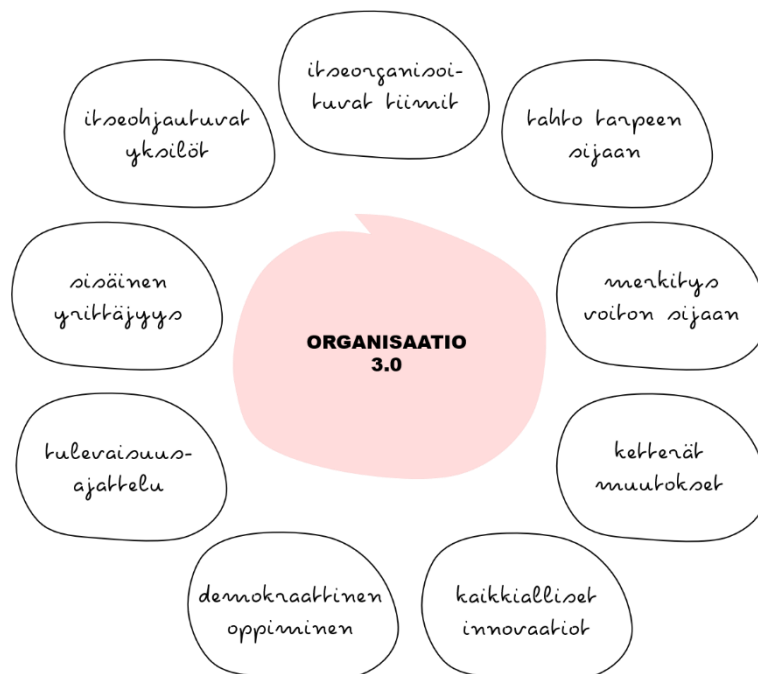 itseorganisoi-
tuvat tiimit
itseohjautuvat
yksilöt
tahto tarpeen
sijaan
sisäinen
yrittäjyys
merkitys
voiton sijaan
ORGANISAATIO
3.0
tulevaisuus-
ajattelu
ketterät
muutokset
demokraattinen
oppiminen
kaikkialliset
innovaatiot